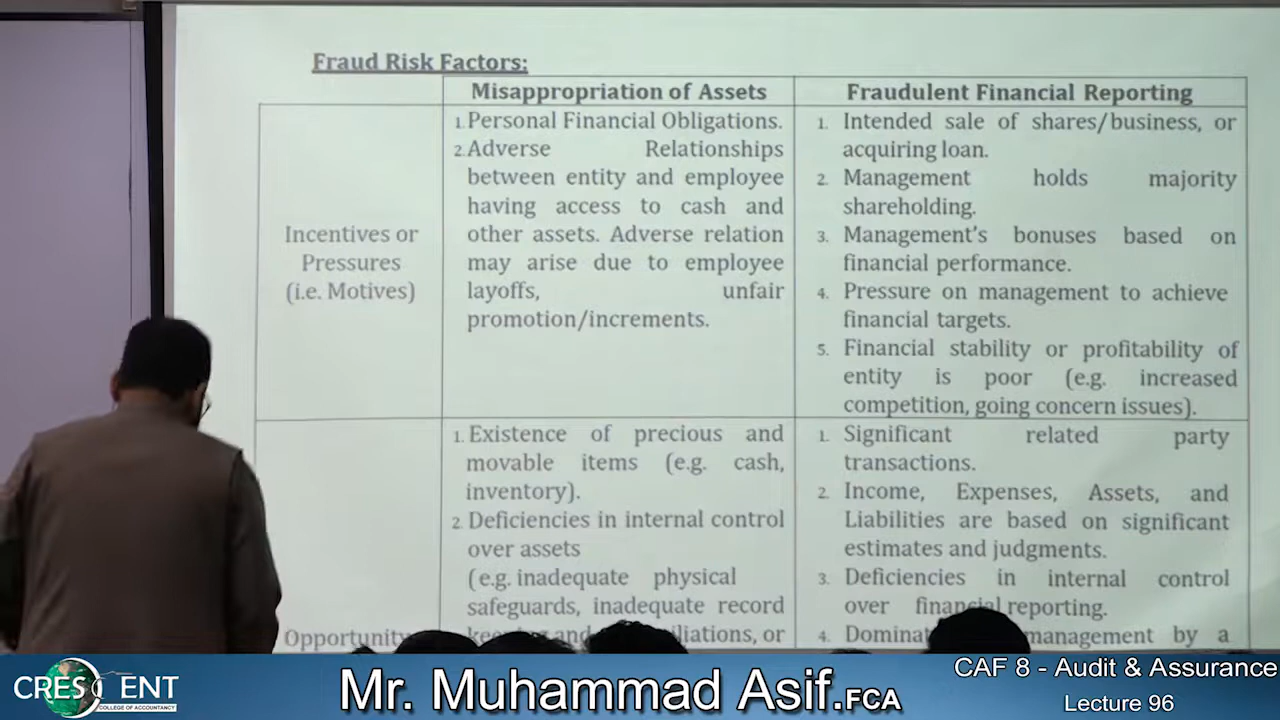 Fraud Risk Factors:
Misappropriation of Assets
Fraudulent Financial Reporting
Incentives or
Pressures
(i.e. Motives)
1. Personal Financial Obligations.
2. Adverse Relationships
between entity and employee
having access to cash and
other assets. Adverse relation
may arise due to employee
layoffs, unfair
promotion/increments.
1. Intended sale of shares/business, or
acquiring loan.
2. Management holds majority
shareholding.
3. Management's bonuses based on
financial performance.
4. Pressure on management to achieve
financial targets.
5. Financial stability or profitability of
entity is poor (e.g. increased
competition, going concern issues).
Opportunity
1. Existence of precious and
movable items (e.g. cash,
inventory).
2. Deficiencies in internal control
over assets
(e.g. inadequate physical
safeguards, inadequate record
or
1. Significant related party
transactions.
2. Income, Expenses, Assets, and
Liabilities are based on significant
estimates and judgments.
3. Deficiencies in internal control
over financial reporting.
4. management by a
CRESCENT
COLLEGE OF ACCOUNTANCY
Mr. Muhammad Asif.FCA
CAF 8 - Audit & Assurance
Lecture 96